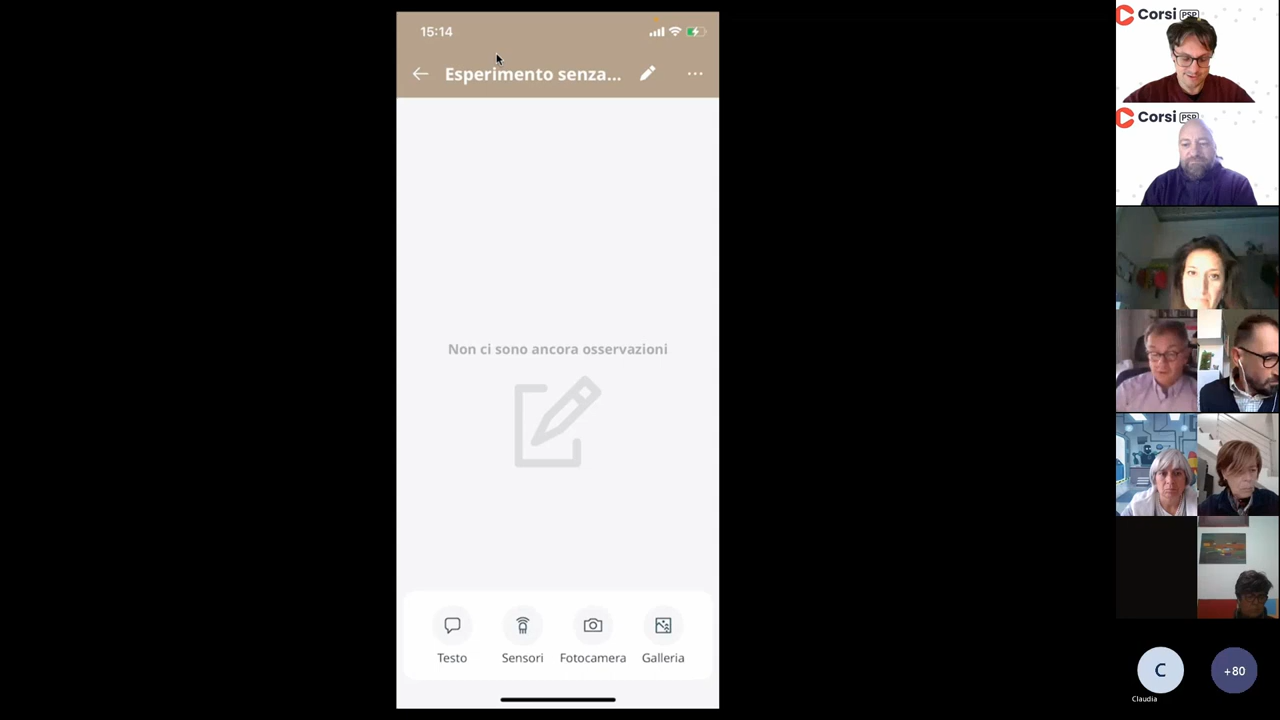 15:14
Esperimento senza...
Non ci sono ancora osservazioni
Testo
Sensori
Fotocamera
Galleria
Corsi PSP
Corsi PSP
C
+80
Claudia